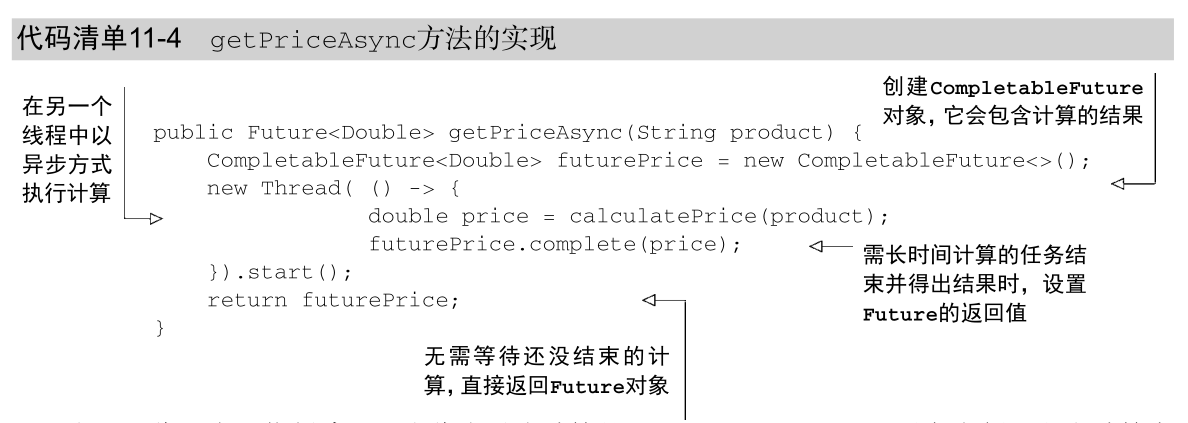 代码清单11-4 getPriceAsync方法的实现
创建CompletableFuture
对象，它会包含计算的结果
在另一个
线程中以
异步方式
执行计算
public Future<Double> getPriceAsync(String product) {
CompletableFuture<Double> futurePrice = new CompletableFuture<>();
new Thread( () -> {
double price = calculatePrice(product);
futurePrice.complete(price);
}).start();
return futurePrice;
}
需长时间计算的任务结
束并得出结果时，设置
Future的返回值
无需等待还没结束的计
算，直接返回Future对象